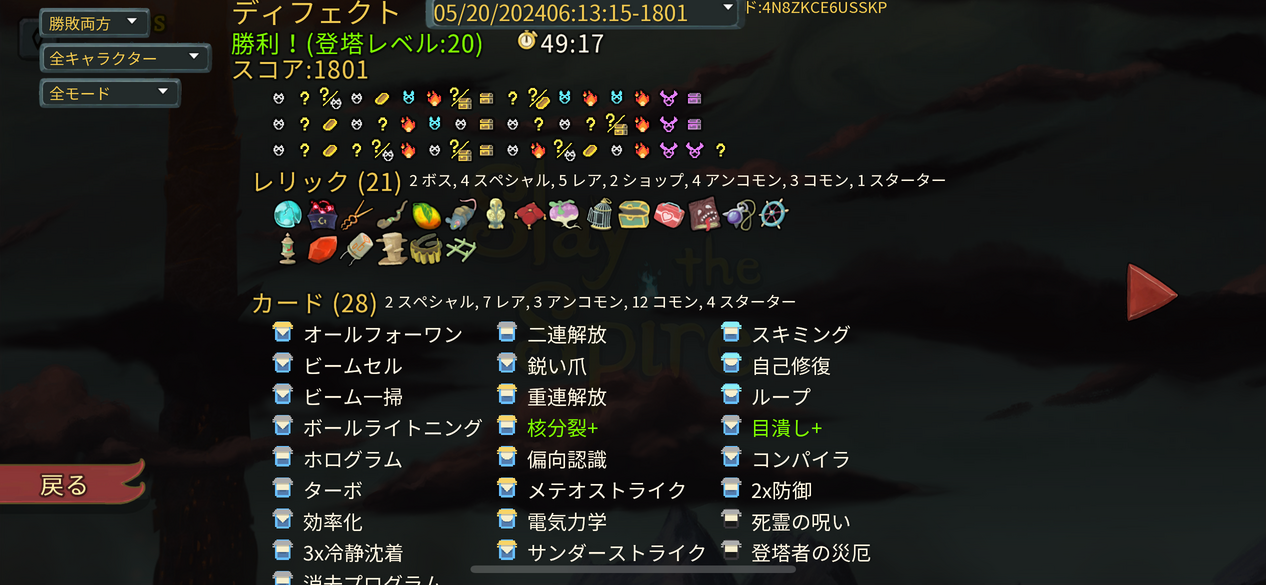 勝敗両方
全キャラクター
全モード
ディフェクト
05/20/202406:13:15-1801
ド:4N8ZKCE6USSKP
勝利！(登塔レベル:20)
49:17
スコア:1801
レリック (21) 2 ボス, 4 スペシャル, 5 レア, 2 ショップ, 4 アンコモン, 3 コモン, 1 スターター
カード (28) 2 スペシャル, 7 レア, 3 アンコモン, 12 コモン, 4 スターター
オールフォーワン
ビームセル
ビーム一掃
ボールライトニング
ホログラム
ターボ
効率化
3x冷静沈着
消去プログラム
二連解放
鋭い爪
重連解放
核分裂+
偏向認識
メテオストライク
電気力学
サンダーストライク
スキミング
自己修復
ループ
目潰し+
コンパイラ
2x防御
死霊の呪い
登塔者の災厄
戻る
Slay
the
Spire